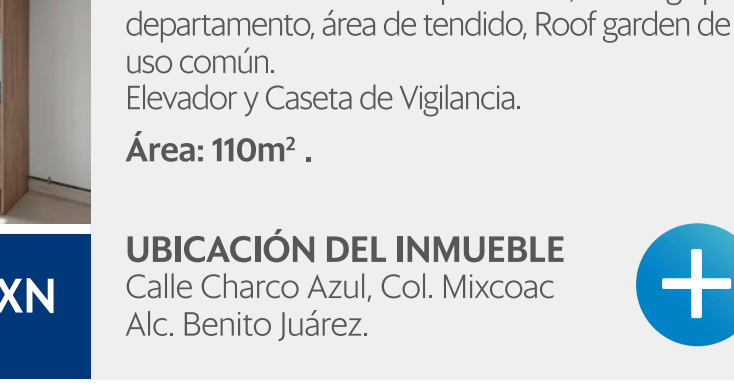 departamento, área de tendido, Roof garden de
uso común.
Elevador y Caseta de Vigilancia.
Área: 110m² .
UBICACIÓN DEL INMUEBLE
Calle Charco Azul, Col. Mixcoac
Alc. Benito Juárez.
XN